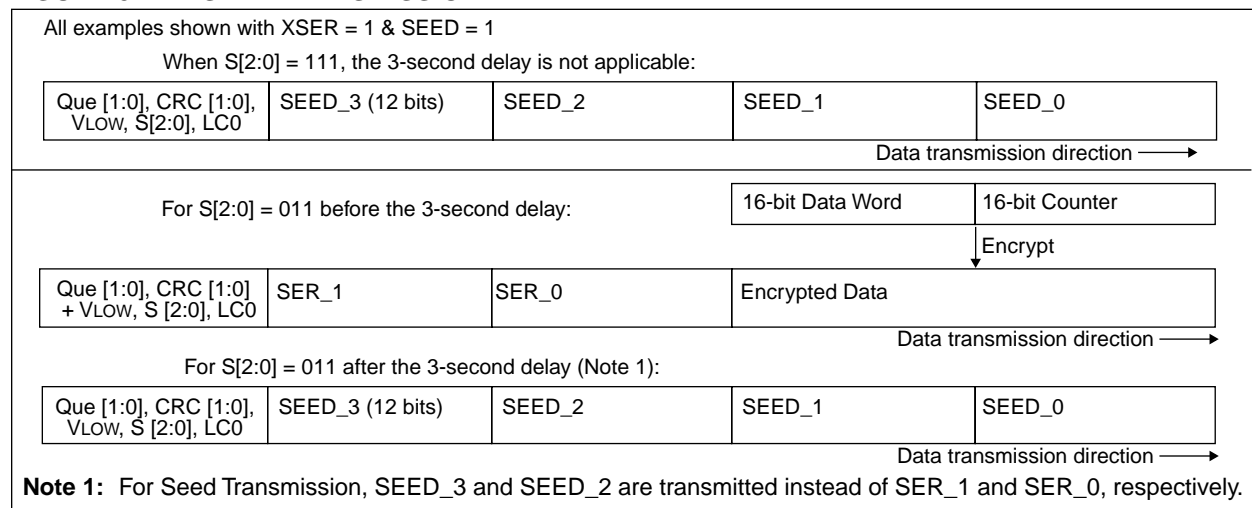 All examples shown with XSER = 1 & SEED = 1
When S[2:0] = 111, the 3-second delay is not applicable:
Que [1:0], CRC [1:0],
VLOW, S[2:0], LC0
SEED_3 (12 bits)
SEED_2
SEED_1
SEED_0
Data transmission direction
For S[2:0] = 011 before the 3-second delay:
16-bit Data Word
16-bit Counter
Encrypt
Que [1:0], CRC [1:0]
+ VLOW, S [2:0], LC0
SER_1
SER_0
Encrypted Data
Data transmission direction
For S[2:0] = 011 after the 3-second delay (Note 1):
Que [1:0], CRC [1:0],
VLOW, S [2:0], LC0
SEED_3 (12 bits)
SEED_2
SEED_1
SEED_0
Data transmission direction
Note 1: For Seed Transmission, SEED_3 and SEED_2 are transmitted instead of SER_1 and SER_0, respectively.